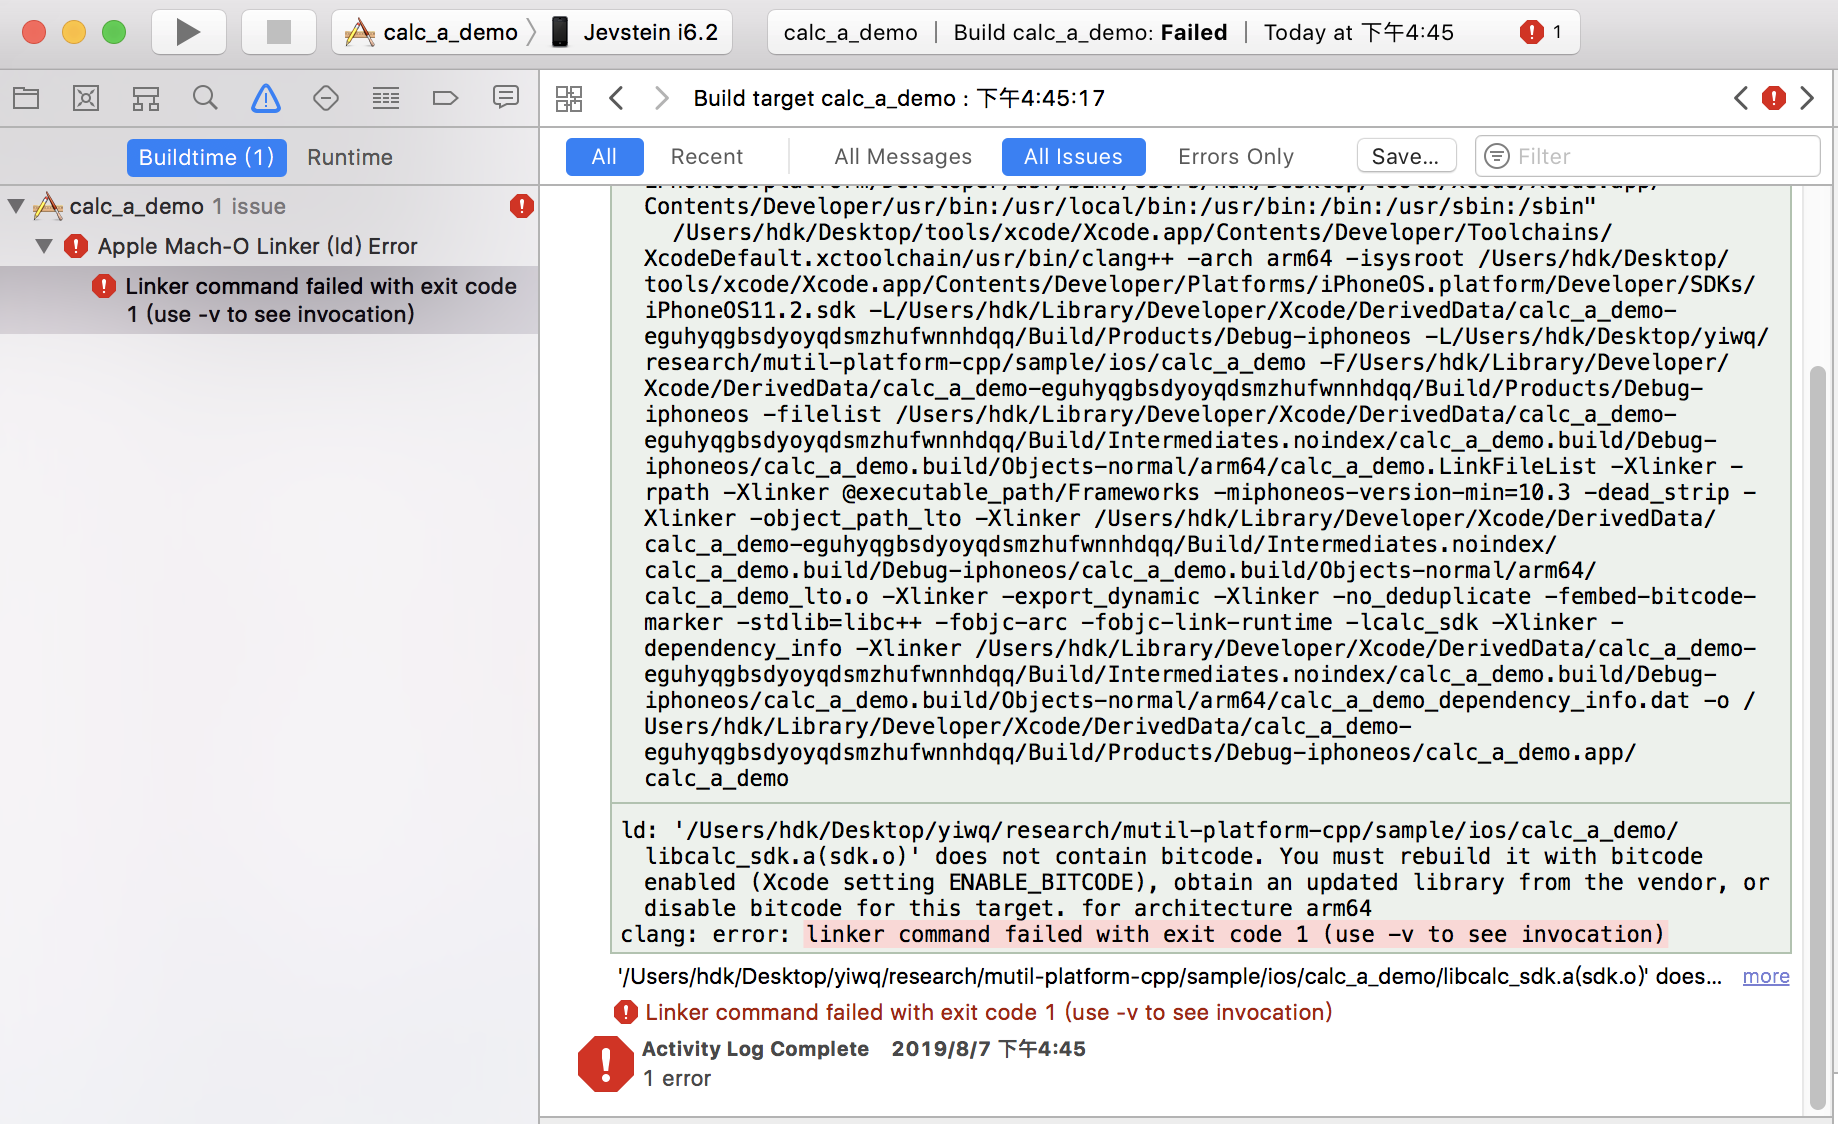 calc_a_demo 〉 Jevstein i6.2
calc_a_demo | Build calc_a_demo: Failed | Today at 下午4:45 1
Build target calc_a_demo : 下午4:45:17
Buildtime (1) Runtime
All Recent All Messages All Issues Errors Only Save... Filter
calc_a_demo 1 issue
Apple Mach-O Linker (ld) Error
Linker command failed with exit code
1 (use -v to see invocation)
iPhoneOS.platform/Developer/usr/bin:/Users/hdk/Desktop/tools/xcode/Xcode.app/
Contents/Developer/usr/bin:/usr/local/bin:/usr/bin:/bin:/usr/sbin:/sbin"
/Users/hdk/Desktop/tools/xcode/Xcode.app/Contents/Developer/Toolchains/
XcodeDefault.xctoolchain/usr/bin/clang++ -arch arm64 -isysroot /Users/hdk/Desktop/
tools/xcode/Xcode.app/Contents/Developer/Platforms/iPhoneOS.platform/Developer/SDKs/
iPhoneOS11.2.sdk -L/Users/hdk/Library/Developer/Xcode/DerivedData/calc_a_demo-
eguhyqgbsdyoyqdsmzhufwnnhdqq/Build/Products/Debug-iphoneos -L/Users/hdk/Desktop/yiwq/
research/mutil-platform-cpp/sample/ios/calc_a_demo -F/Users/hdk/Library/Developer/
Xcode/DerivedData/calc_a_demo-eguhyqgbsdyoyqdsmzhufwnnhdqq/Build/Products/Debug-
iphoneos -filelist /Users/hdk/Library/Developer/Xcode/DerivedData/calc_a_demo-
eguhyqgbsdyoyqdsmzhufwnnhdqq/Build/Intermediates.noindex/calc_a_demo.build/Debug-
iphoneos/calc_a_demo.build/Objects-normal/arm64/calc_a_demo.LinkFileList -Xlinker -
rpath -Xlinker @executable_path/Frameworks -miphoneos-version-min=10.3 -dead_strip -
Xlinker -object_path_lto -Xlinker /Users/hdk/Library/Developer/Xcode/DerivedData/
calc_a_demo-eguhyqgbsdyoyqdsmzhufwnnhdqq/Build/Intermediates.noindex/
calc_a_demo.build/Debug-iphoneos/calc_a_demo.build/Objects-normal/arm64/
calc_a_demo_lto.o -Xlinker -export_dynamic -Xlinker -no_deduplicate -fembed-bitcode-
marker -stdlib=libc++ -fobjc-arc -fobjc-link-runtime -lcalc_sdk -Xlinker -
dependency_info -Xlinker /Users/hdk/Library/Developer/Xcode/DerivedData/calc_a_demo-
eguhyqgbsdyoyqdsmzhufwnnhdqq/Build/Intermediates.noindex/calc_a_demo.build/Debug-
iphoneos/calc_a_demo.build/Objects-normal/arm64/calc_a_demo_dependency_info.dat -o /
Users/hdk/Library/Developer/Xcode/DerivedData/calc_a_demo-
eguhyqgbsdyoyqdsmzhufwnnhdqq/Build/Products/Debug-iphoneos/calc_a_demo.app/
calc_a_demo
ld: '/Users/hdk/Desktop/yiwq/research/mutil-platform-cpp/sample/ios/calc_a_demo/
libcalc_sdk.a(sdk.o)' does not contain bitcode. You must rebuild it with bitcode
enabled (Xcode setting ENABLE_BITCODE), obtain an updated library from the vendor, or
disable bitcode for this target. for architecture arm64
clang: error: linker command failed with exit code 1 (use -v to see invocation)
'/Users/hdk/Desktop/yiwq/research/mutil-platform-cpp/sample/ios/calc_a_demo/libcalc_sdk.a(sdk.o)' does... more
Linker command failed with exit code 1 (use -v to see invocation)
Activity Log Complete 2019/8/7 下午4:45
1 error